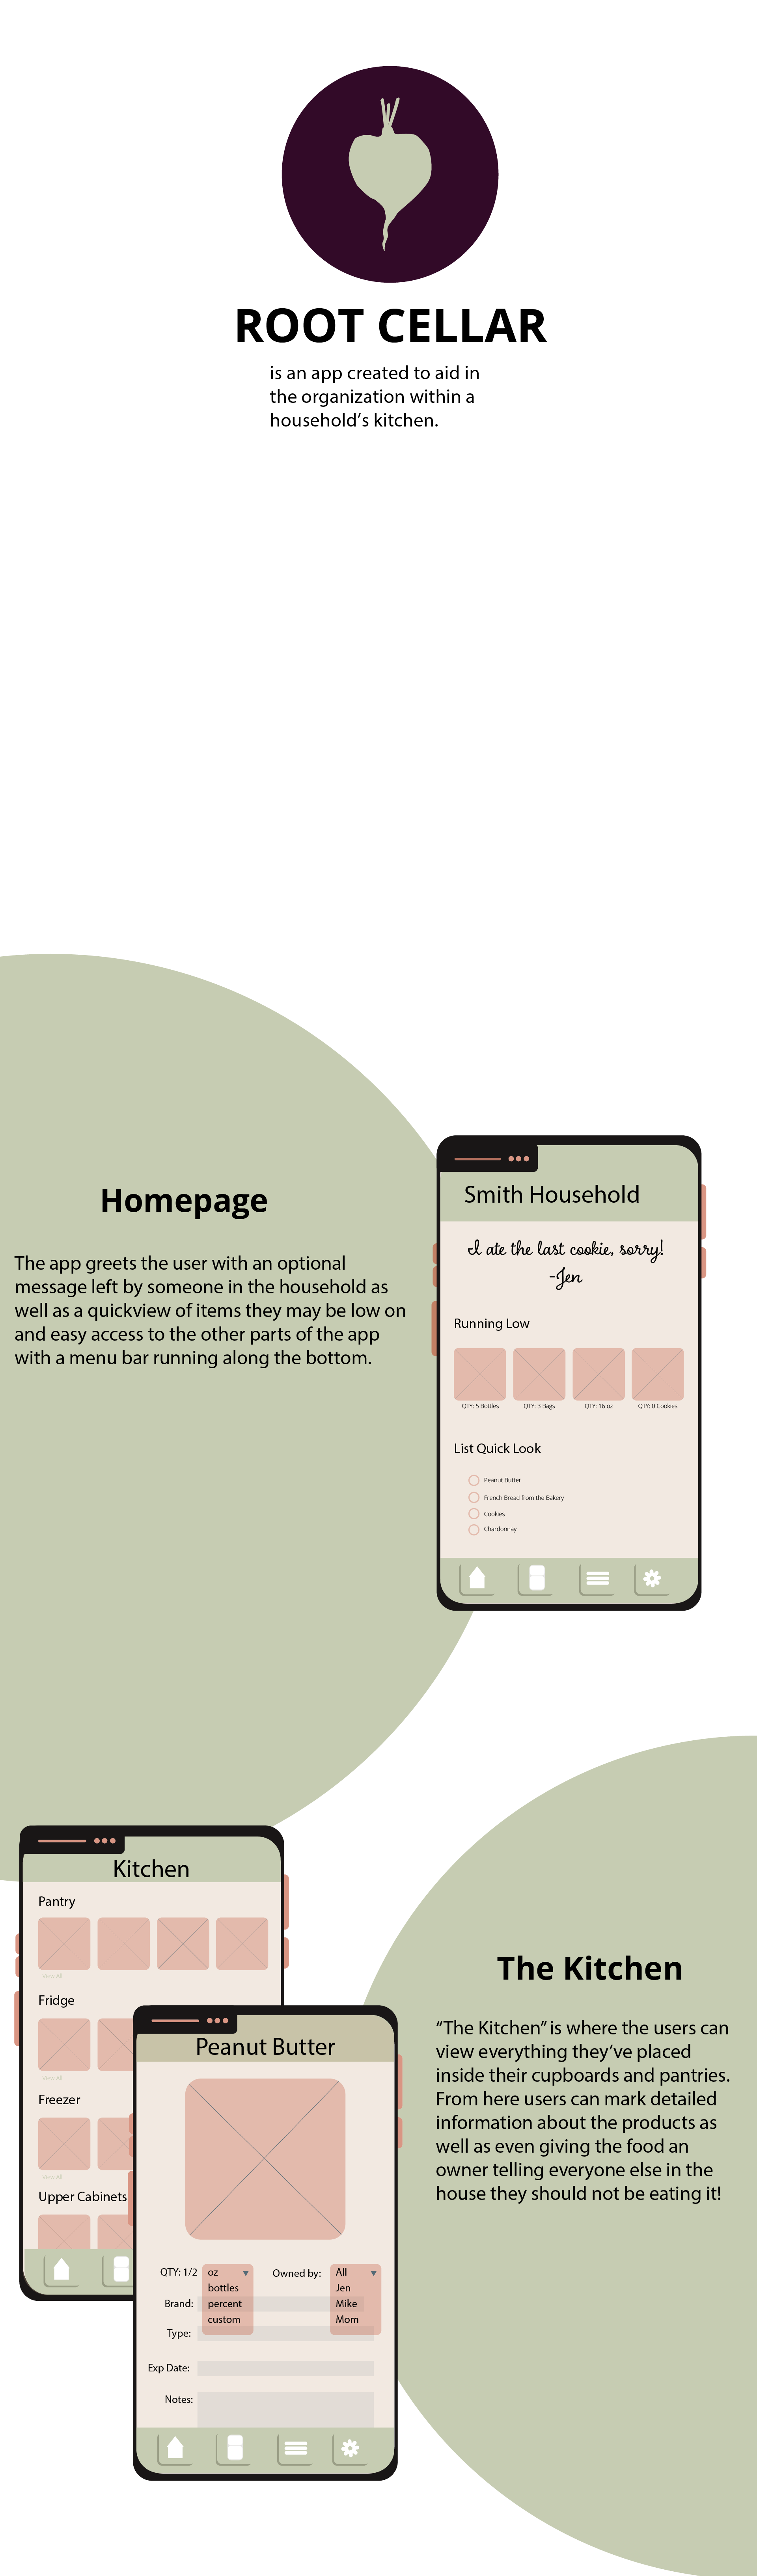 ROOT CELLAR
is an app created to aid in
the organization within a
household’s kitchen.
Homepage
The app greets the user with an optional
message left by someone in the household as
well as a quickview of items they may be low on
and easy access to the other parts of the app
with a menu bar running along the bottom.
Smith Household
I ate the last cookie, sorry!
-Jen
Running Low
QTY: 5 Bottles QTY: 3 Bags QTY: 16 oz QTY: 0 Cookies
List Quick Look
Peanut Butter
French Bread from the Bakery
Cookies
Chardonnay
Kitchen
Pantry
View All
Fridge
View All
Freezer
View All
Upper Cabinets
Peanut Butter
QTY: 1/2 oz Owned by: All
bottles Jen
Brand: percent Mike
custom Mom
Type:
Exp Date:
Notes:
The Kitchen
“The Kitchen” is where the users can
view everything they’ve placed
inside their cupboards and pantries.
From here users can mark detailed
information about the products as
well as even giving the food an
owner telling everyone else in the
house they should not be eating it!